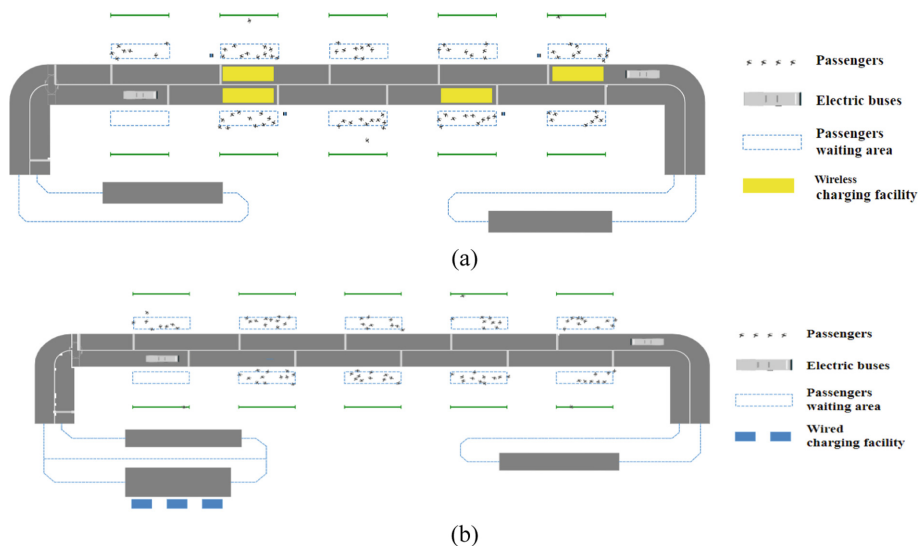 Passengers
Electric buses
Passengers
waiting area
Wireless
charging facility
(a)
Passengers
Electric buses
Passengers
waiting area
Wired
charging facility
(b)